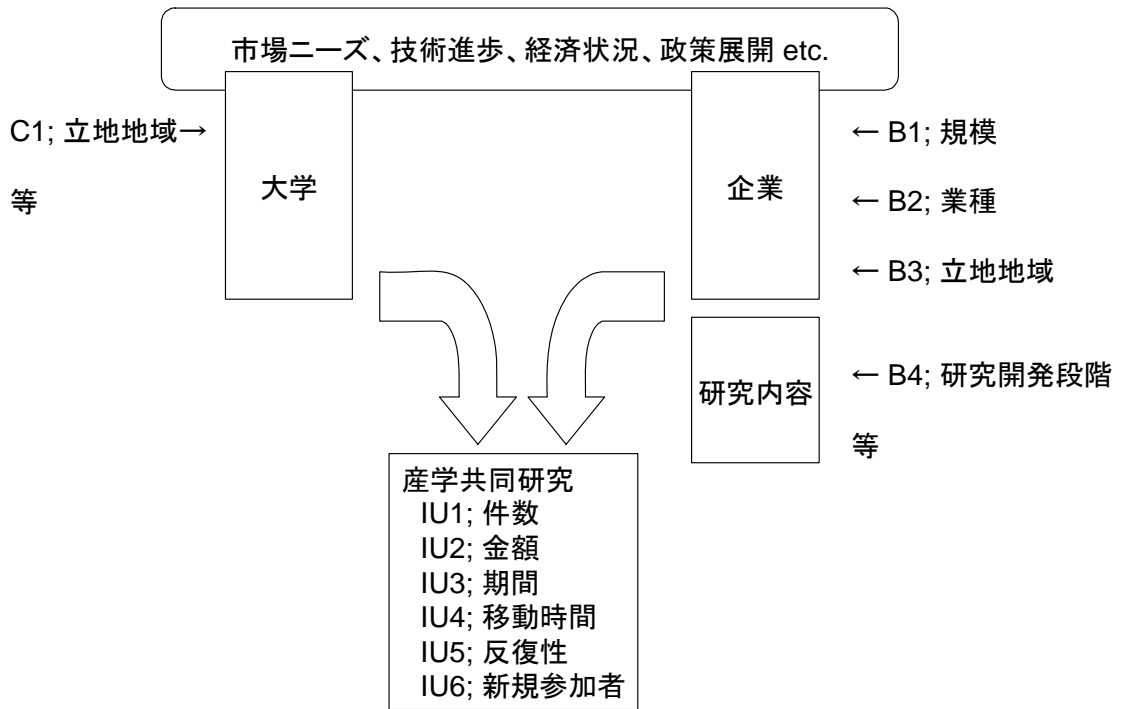 市場ニーズ、技術進歩、経済状況、政策展開 etc.
C1; 立地地域→
等
大学
企業
← B1; 規模
← B2; 業種
← B3; 立地地域
研究内容
← B4; 研究開発段階
等
産学共同研究
IU1; 件数
IU2; 金額
IU3; 期間
IU4; 移動時間
IU5; 反復性
IU6; 新規参加者